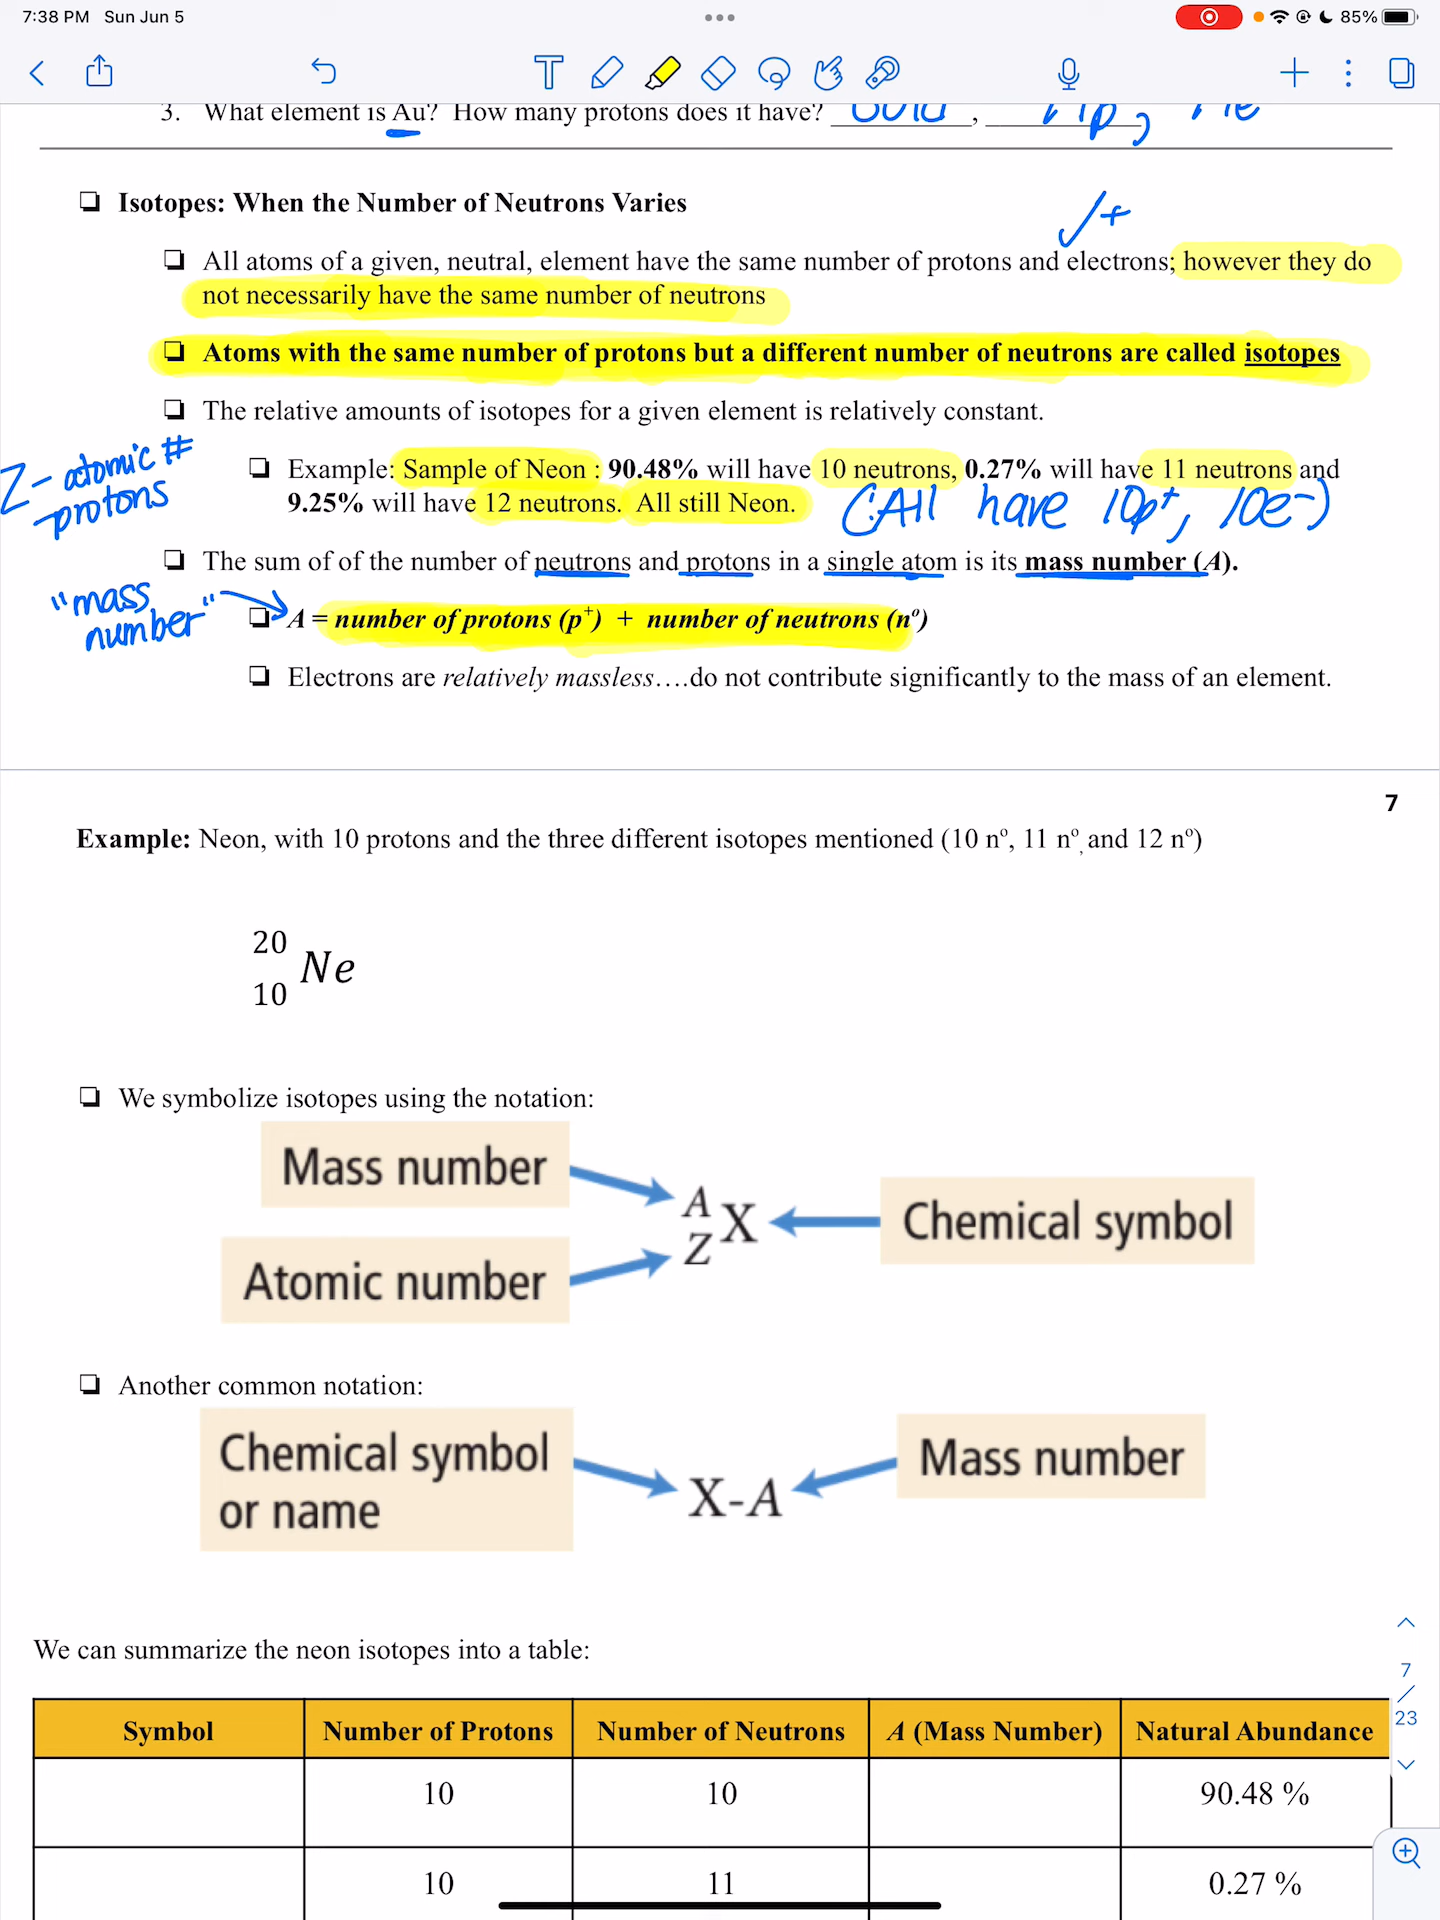 7:38 PM Sun Jun 5
85%
3. What element is Au? How many protons does it have? ,
Isotopes: When the Number of Neutrons Varies
All atoms of a given, neutral, element have the same number of protons and electrons; however they do
not necessarily have the same number of neutrons
Atoms with the same number of protons but a different number of neutrons are called isotopes
The relative amounts of isotopes for a given element is relatively constant.
Z - atomic #
- protons
Example: Sample of Neon : 90.48% will have 10 neutrons, 0.27% will have 11 neutrons and
9.25% will have 12 neutrons. All still Neon.
(All have 10p+, 10e-)
The sum of of the number of neutrons and protons in a single atom is its mass number (A).
"mass
number"
A = number of protons (p⁺) + number of neutrons (nº)
Electrons are relatively massless....do not contribute significantly to the mass of an element.
7
Example: Neon, with 10 protons and the three different isotopes mentioned (10 nº, 11 nº, and 12 nº)
20
Ne
10
We symbolize isotopes using the notation:
Mass number
A
X
Z
Chemical symbol
Atomic number
Another common notation:
Chemical symbol
or name
X-A
Mass number
We can summarize the neon isotopes into a table:
7
/
23
Symbol Number of Protons Number of Neutrons A (Mass Number) Natural Abundance
10 10 90.48 %
10 11 0.27 %